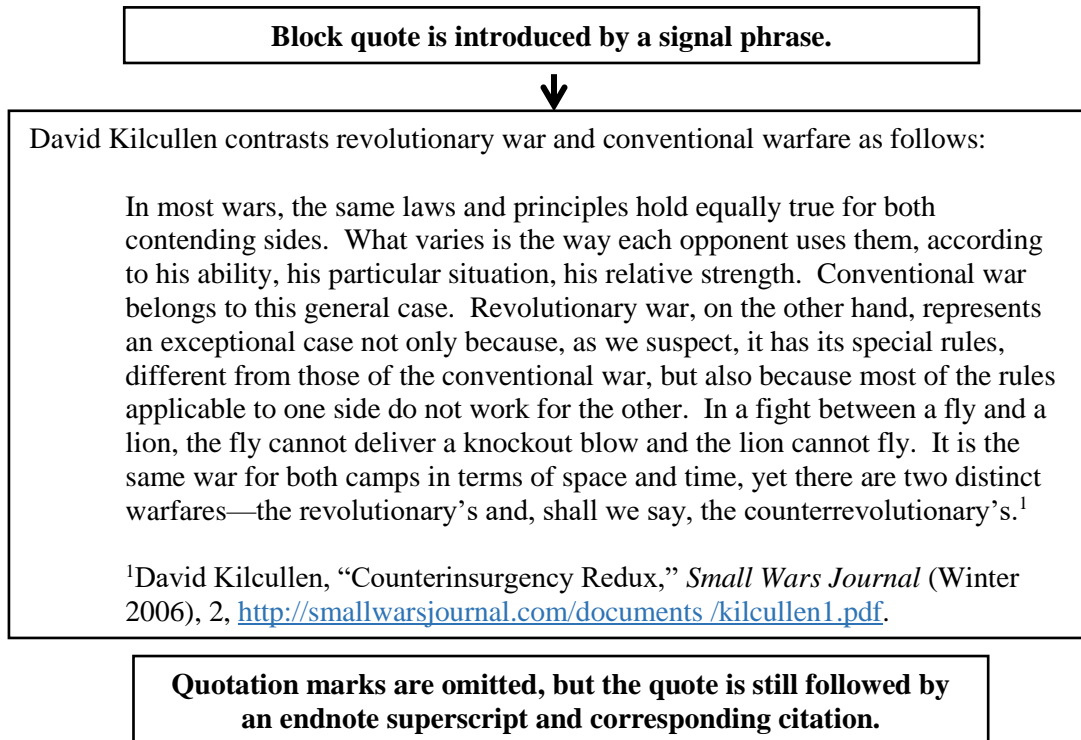 Block quote is introduced by a signal phrase.
David Kilcullen contrasts revolutionary war and conventional warfare as follows:
In most wars, the same laws and principles hold equally true for both
contending sides.  What varies is the way each opponent uses them, according
to his ability, his particular situation, his relative strength.  Conventional war
belongs to this general case.  Revolutionary war, on the other hand, represents
an exceptional case not only because, as we suspect, it has its special rules,
different from those of the conventional war, but also because most of the rules
applicable to one side do not work for the other.  In a fight between a fly and a
lion, the fly cannot deliver a knockout blow and the lion cannot fly.  It is the
same war for both camps in terms of space and time, yet there are two distinct
warfares—the revolutionary’s and, shall we say, the counterrevolutionary’s.¹
¹David Kilcullen, “Counterinsurgency Redux,” Small Wars Journal (Winter
2006), 2, http://smallwarsjournal.com/documents /kilcullen1.pdf.
Quotation marks are omitted, but the quote is still followed by
an endnote superscript and corresponding citation.